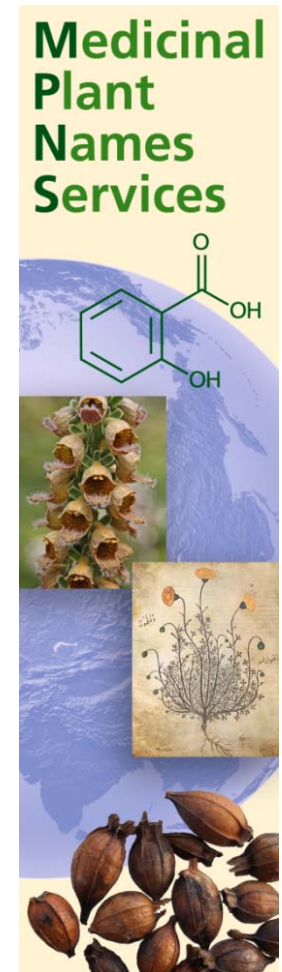 Medicinal
Plant
Names
Services
O
OH
OH